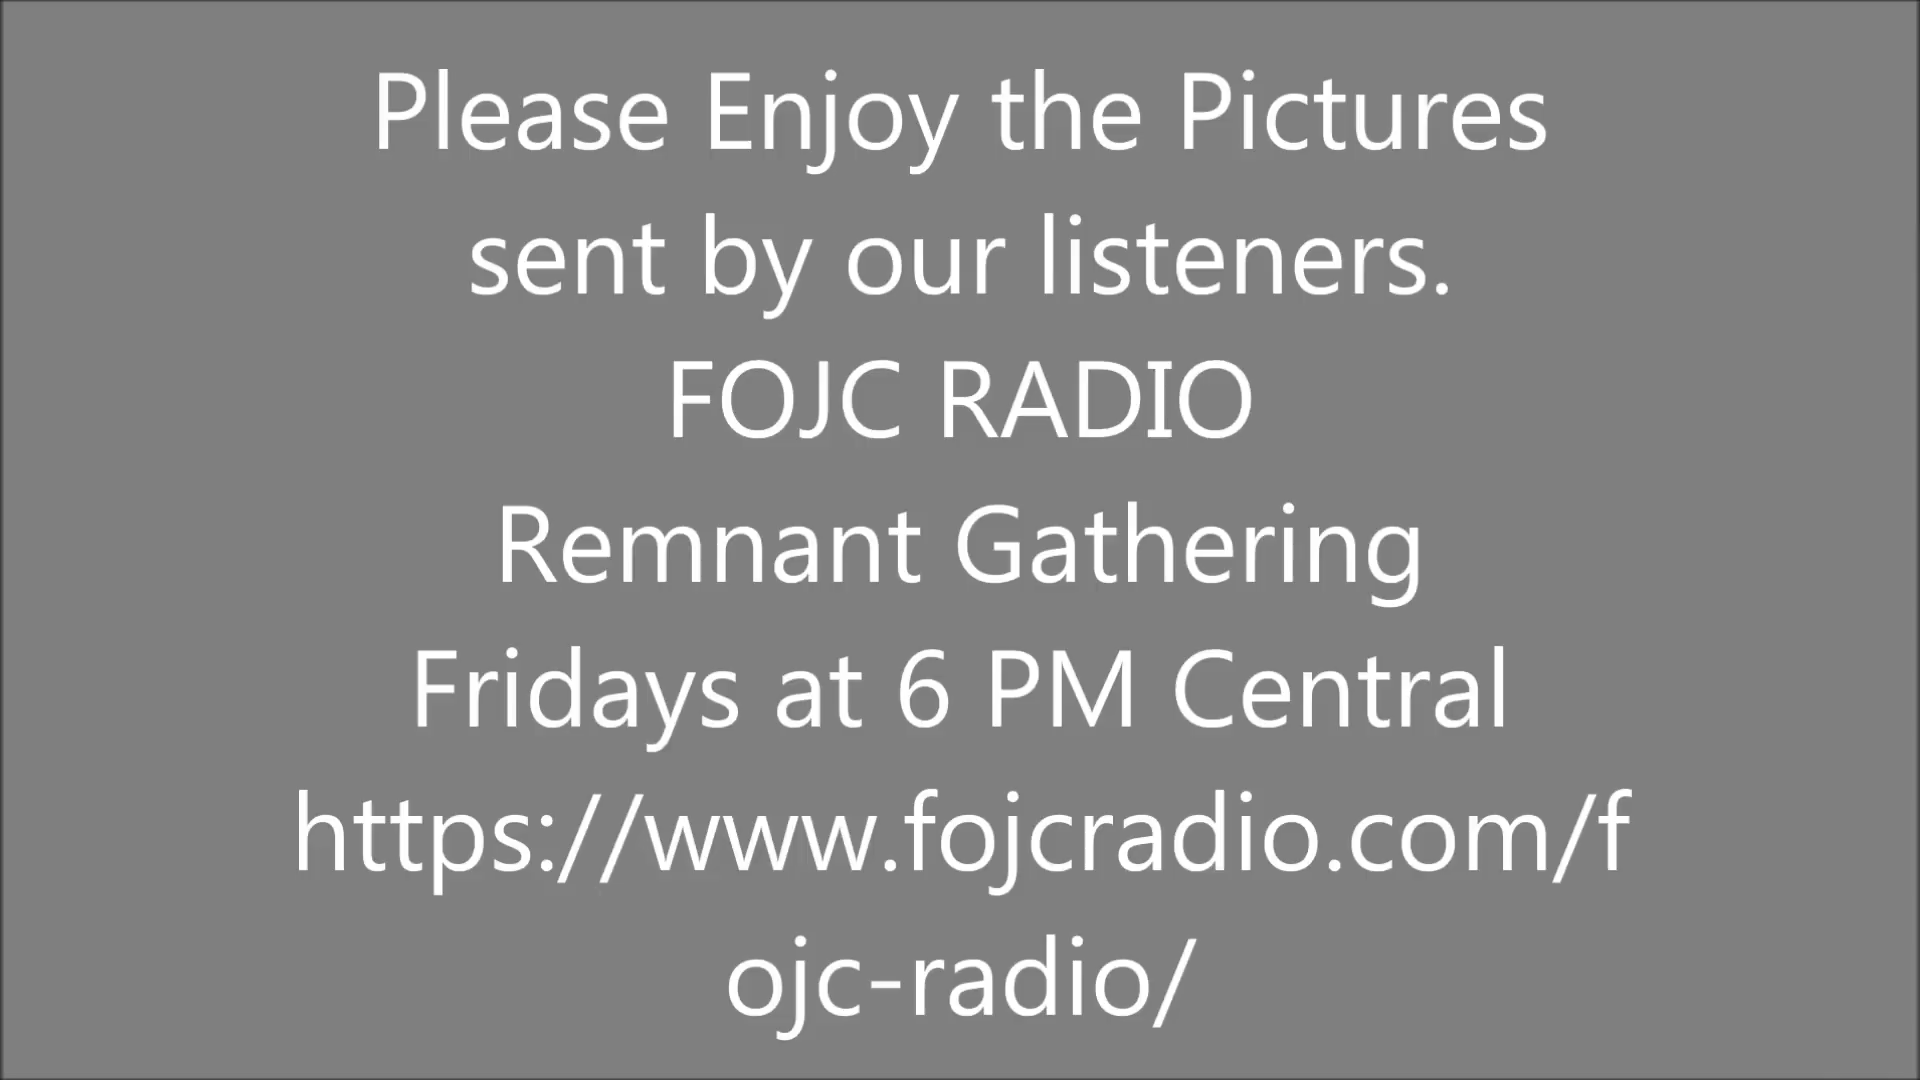 Please Enjoy the Pictures
sent by our listeners.
FOJC RADIO
Remnant Gathering
Fridays at 6 PM Central
https://www.fojcradio.com/f
ojc-radio/